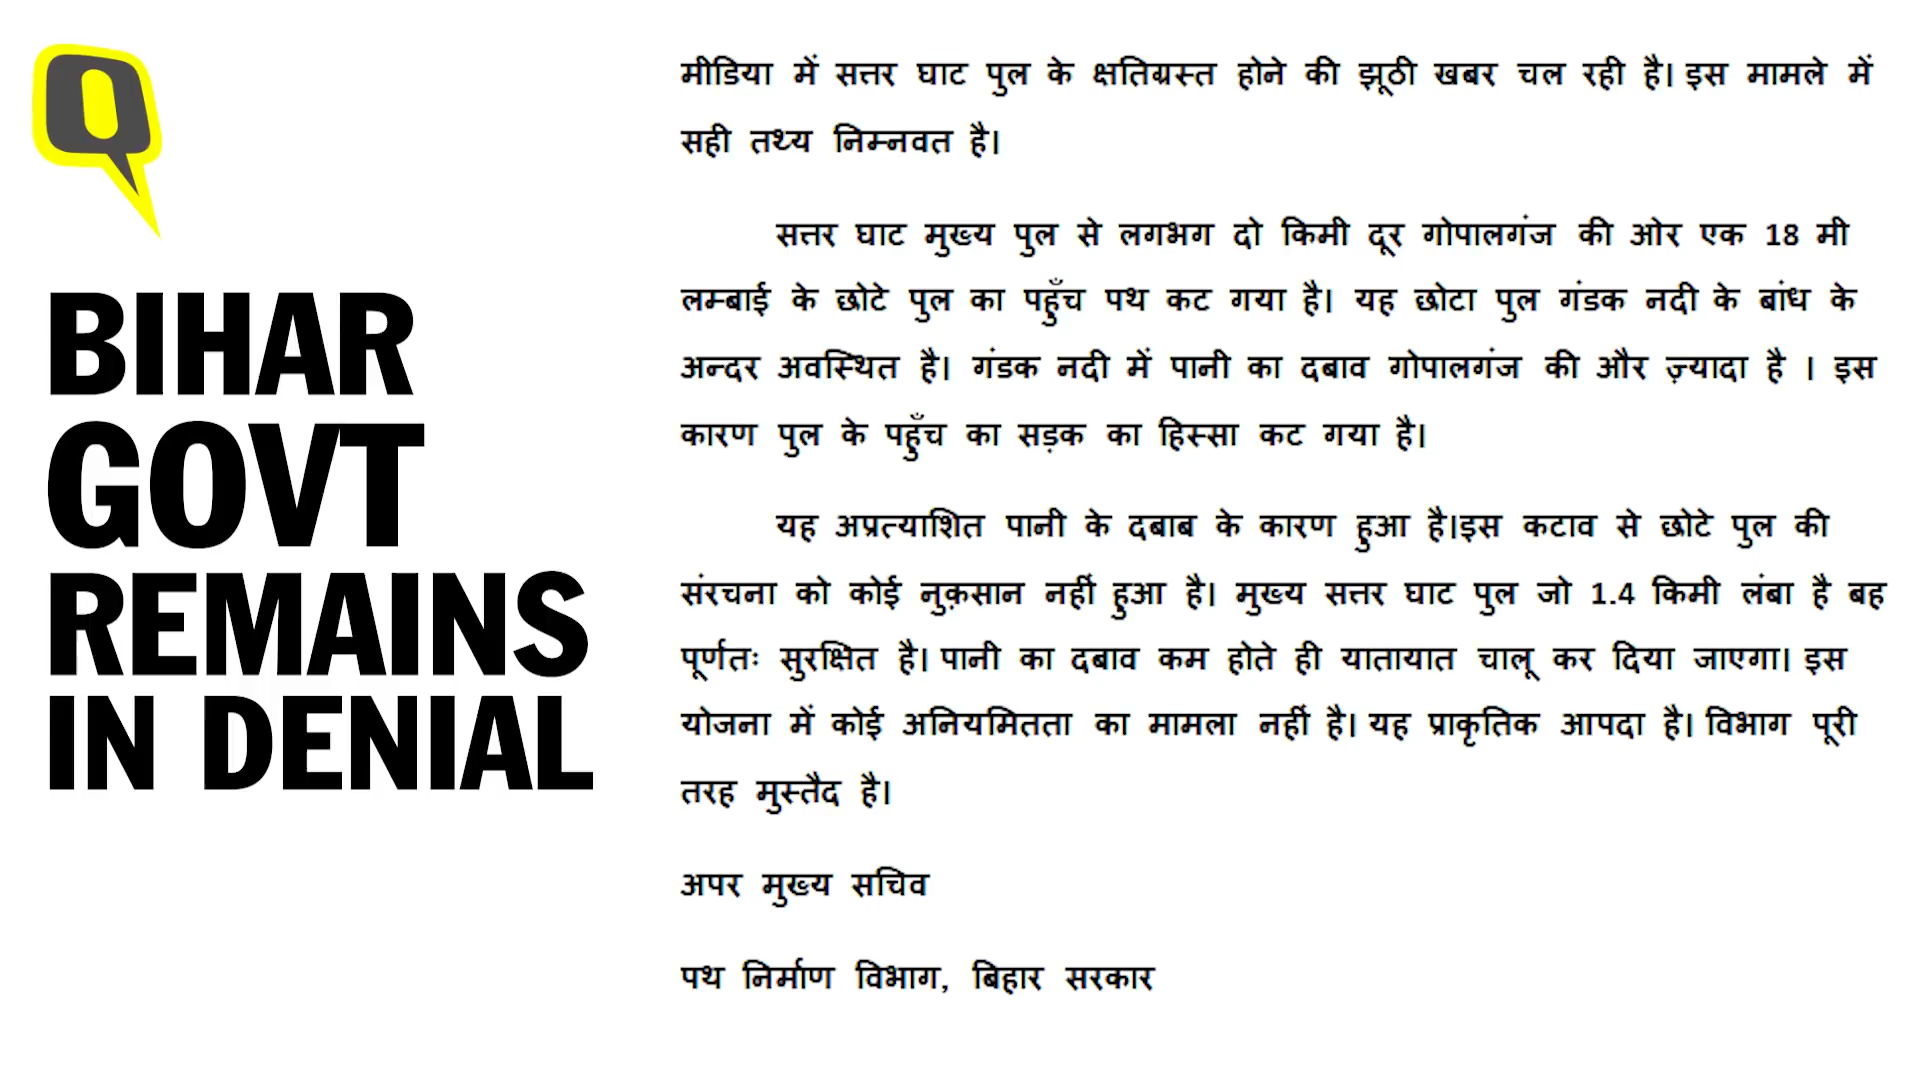 BIHAR
GOVT
REMAINS
IN DENIAL
मीडिया में सत्तर घाट पुल के क्षतिग्रस्त होने की झूठी खबर चल रही है। इस मामले में
सही तथ्य निम्नवत है।
सत्तर घाट मुख्य पुल से लगभग दो किमी दूर गोपालगंज की ओर एक 18 मी
लम्बाई के छोटे पुल का पहुँच पथ कट गया है। यह छोटा पुल गंडक नदी के बांध के
अन्दर अवस्थित है। गंडक नदी में पानी का दबाव गोपालगंज की और ज़्यादा है । इस
कारण पुल के पहुँच का सड़क का हिस्सा कट गया है।
यह अप्रत्याशित पानी के दबाब के कारण हुआ है।इस कटाव से छोटे पुल की
संरचना को कोई नुक़सान नहीं हुआ है। मुख्य सत्तर घाट पुल जो 1.4 किमी लंबा है बह
पूर्णतः सुरक्षित है। पानी का दबाव कम होते ही यातायात चालू कर दिया जाएगा। इस
योजना में कोई अनियमितता का मामला नहीं है। यह प्राकृतिक आपदा है। विभाग पूरी
तरह मुस्तैद है।
अपर मुख्य सचिव
पथ निर्माण विभाग, बिहार सरकार